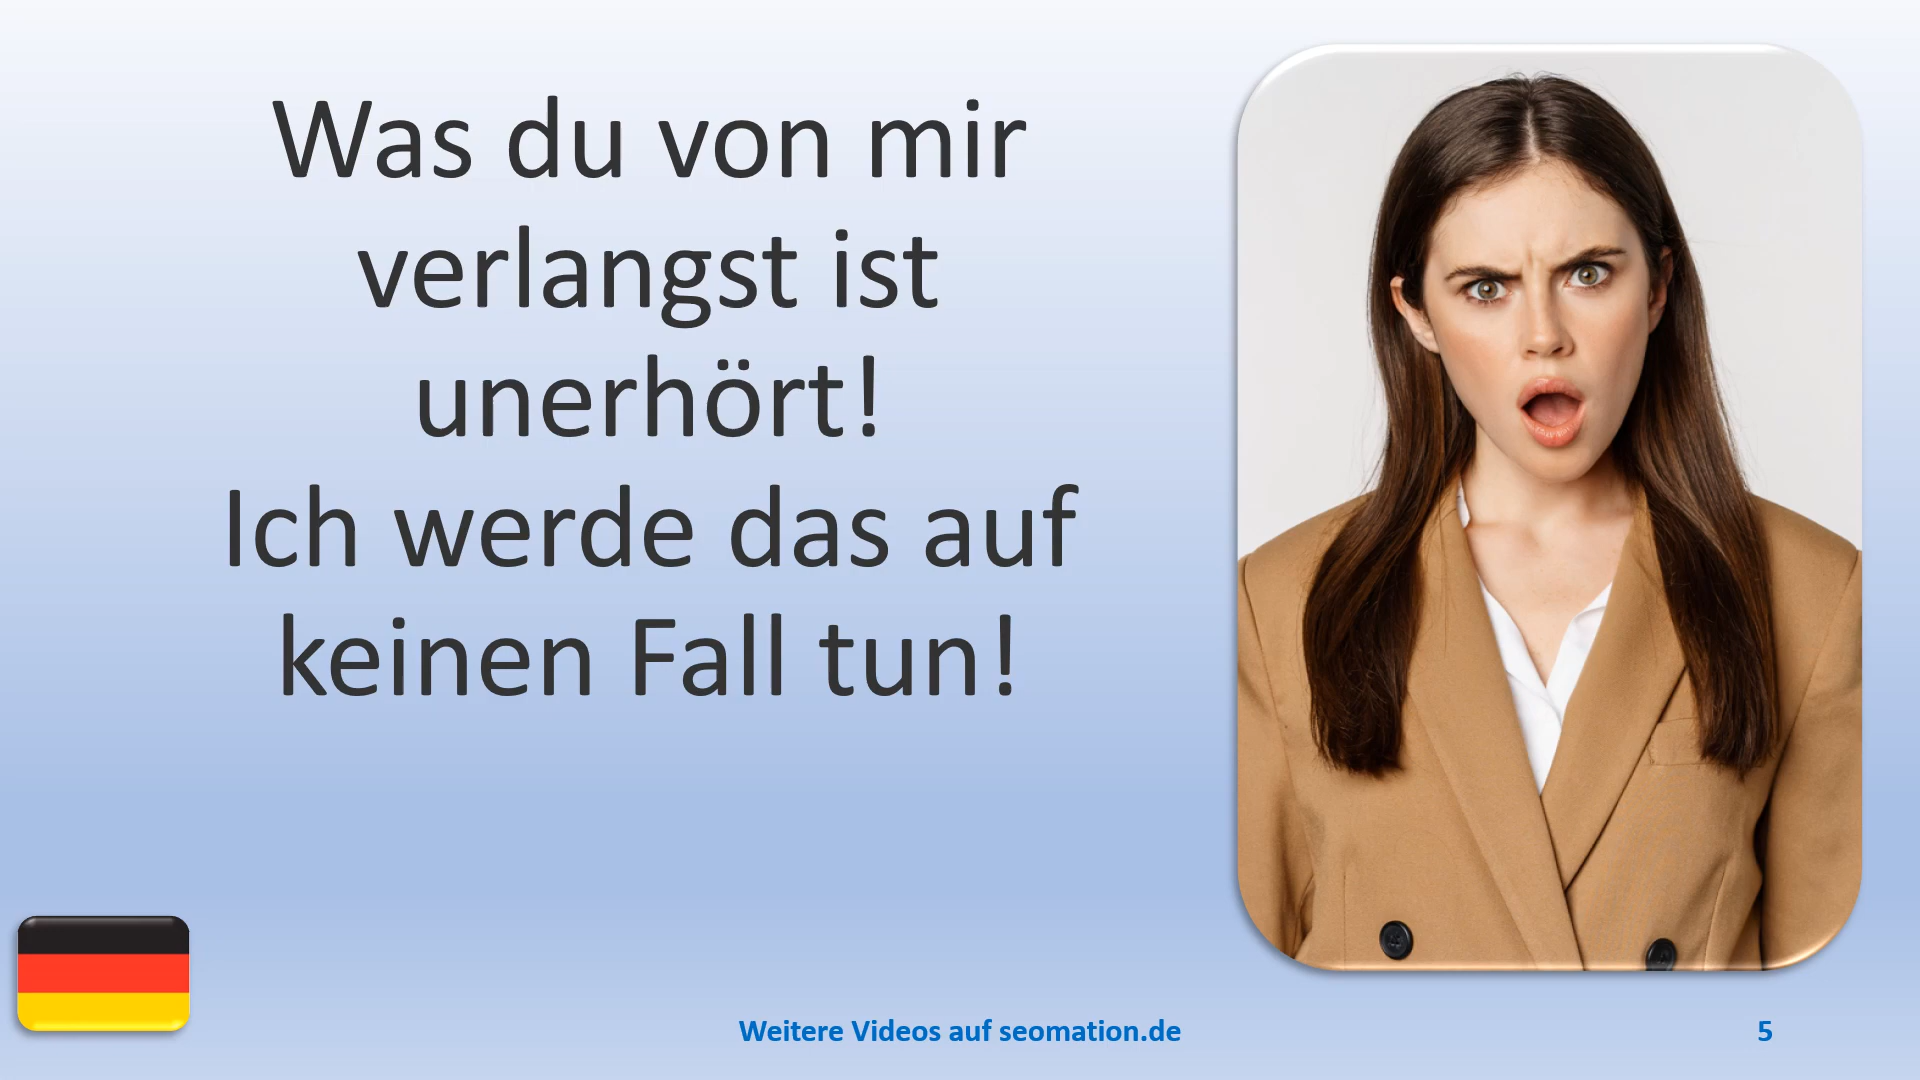 Was du von mir
verlangst ist
unerhört!
Ich werde das auf
keinen Fall tun!
Weitere Videos auf seomation.de
5